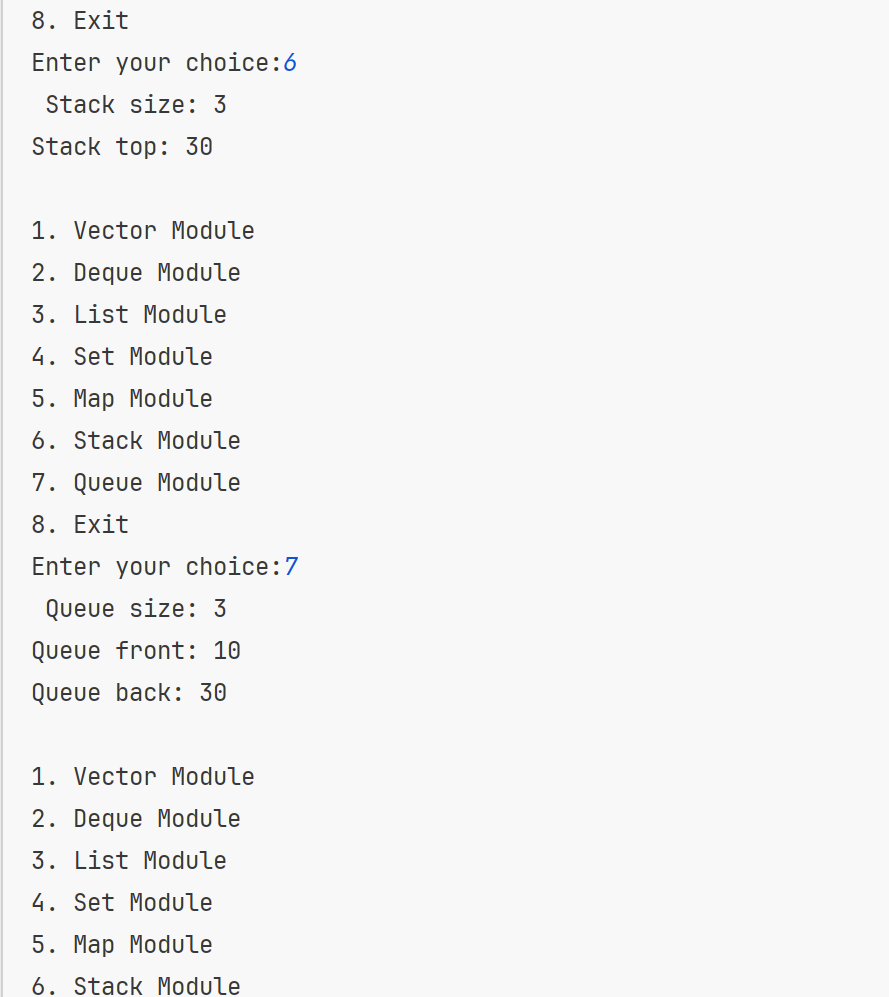 8. Exit
Enter your choice:6
 Stack size: 3
Stack top: 30

1. Vector Module
2. Deque Module
3. List Module
4. Set Module
5. Map Module
6. Stack Module
7. Queue Module
8. Exit
Enter your choice:7
 Queue size: 3
Queue front: 10
Queue back: 30

1. Vector Module
2. Deque Module
3. List Module
4. Set Module
5. Map Module
6. Stack Module